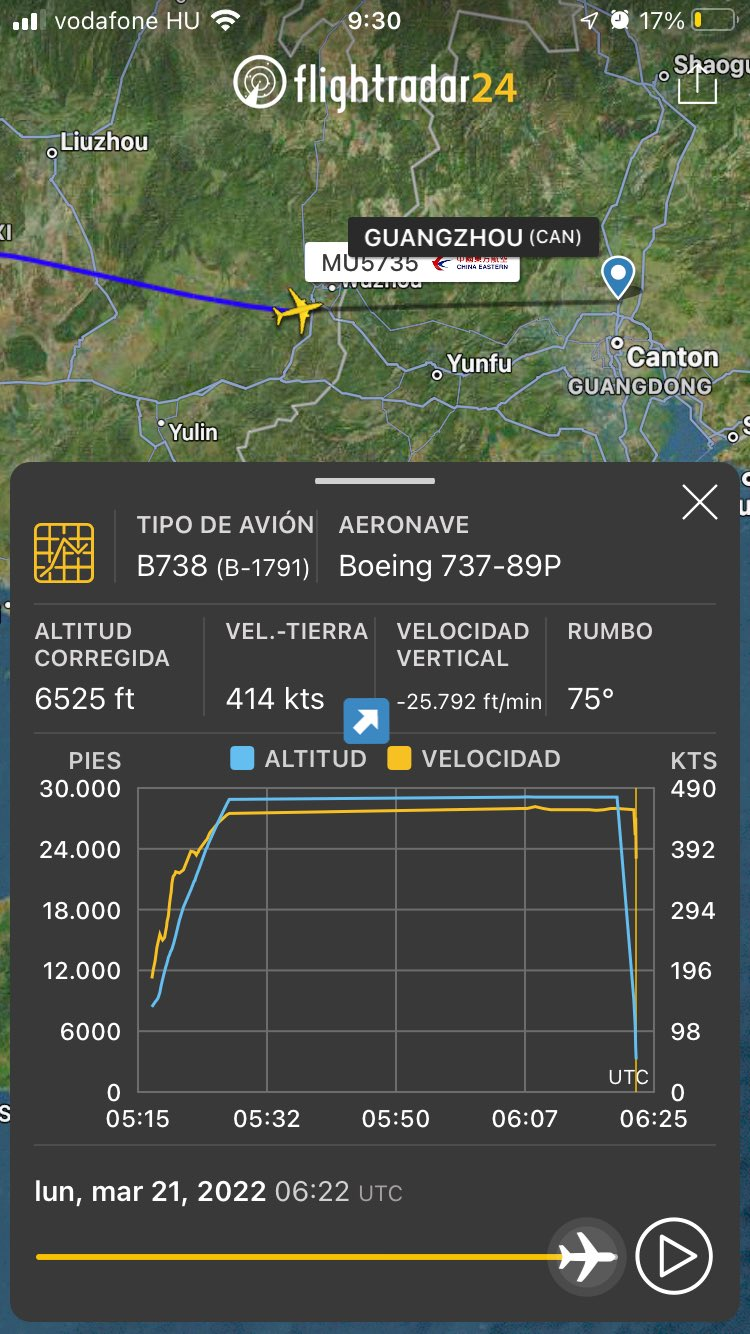 vodafone HU
9:30
17%
flightradar24
Shaogu
Liuzhou
XI
GUANGZHOU (CAN)
MU5735
CHINA EASTERN
Wuzhou
Yunfu
Canton
GUANGDONG
Yulin
TIPO DE AVIÓN
B738 (B-1791)
AERONAVE
Boeing 737-89P
ALTITUD
CORREGIDA
6525 ft
VEL.-TIERRA
414 kts
VELOCIDAD
VERTICAL
-25.792 ft/min
RUMBO
75°
PIES
ALTITUD
VELOCIDAD
KTS
30.000
490
24.000
392
18.000
294
12.000
196
6000
98
UTC
0
0
05:15
05:32
05:50
06:07
06:25
lun, mar 21, 2022 06:22 UTC